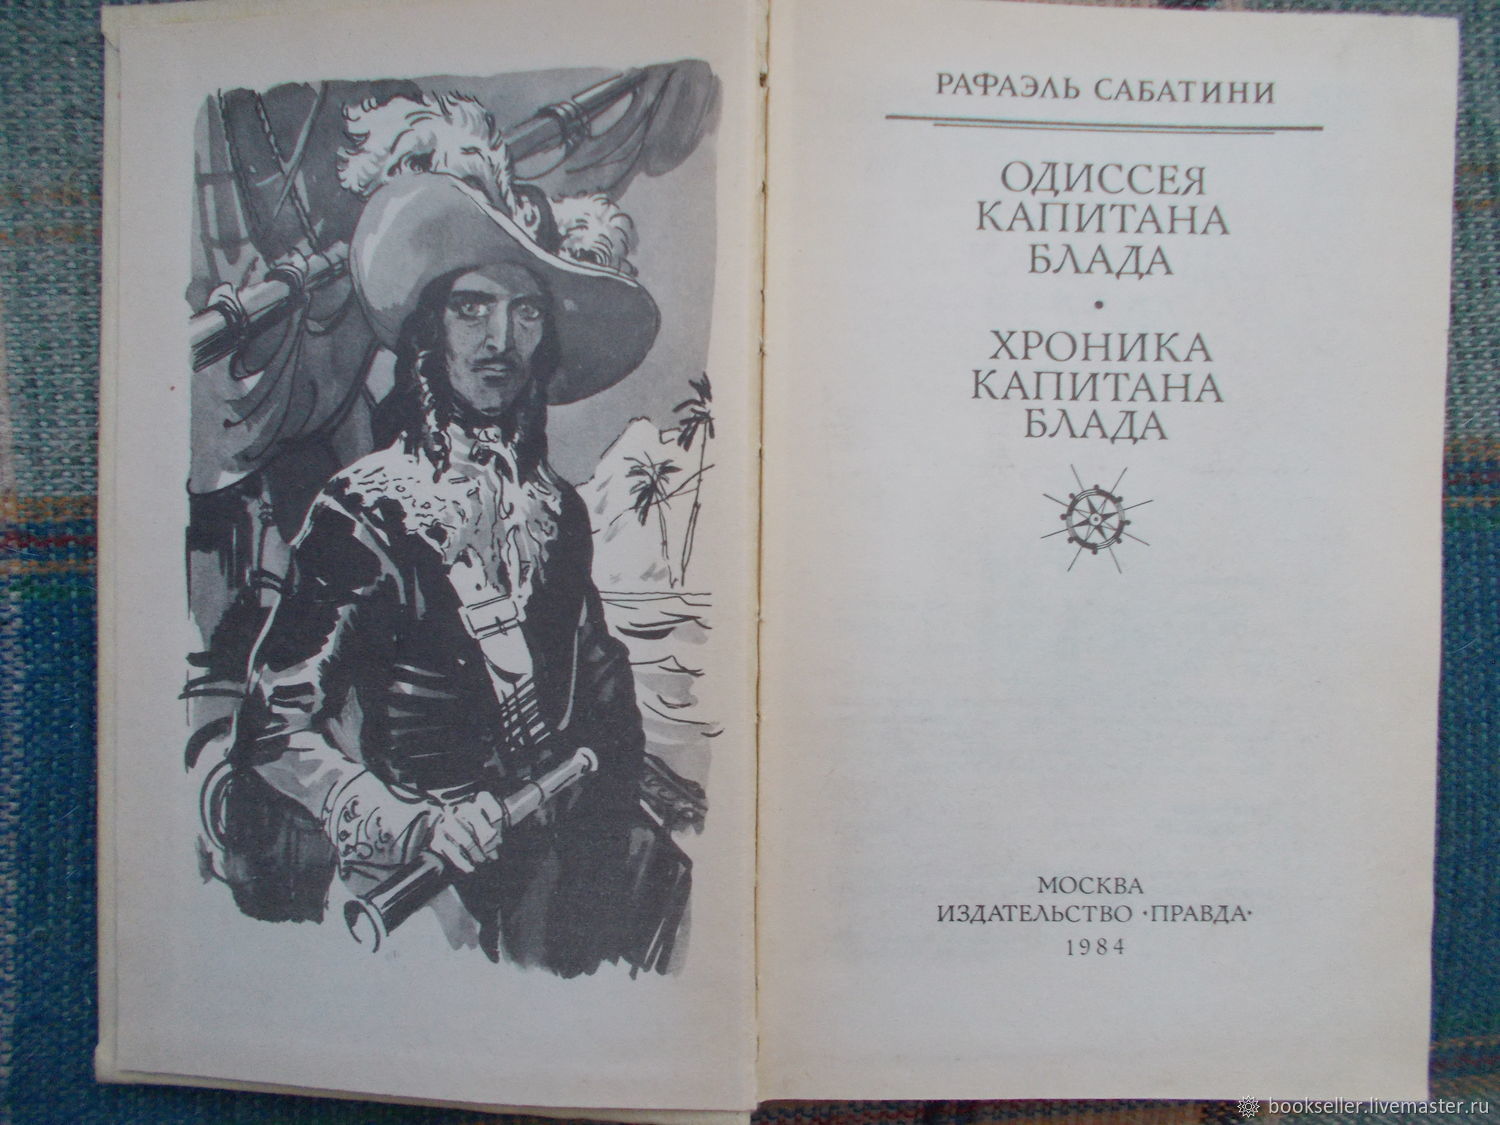 РАФАЭЛЬ САБАТИНИ
ОДИССЕЯ
КАПИТАНА
БЛАДА
•
ХРОНИКА
КАПИТАНА
БЛАДА
МОСКВА
ИЗДАТЕЛЬСТВО •ПРАВДА•
1984
bookseller.livemaster.ru